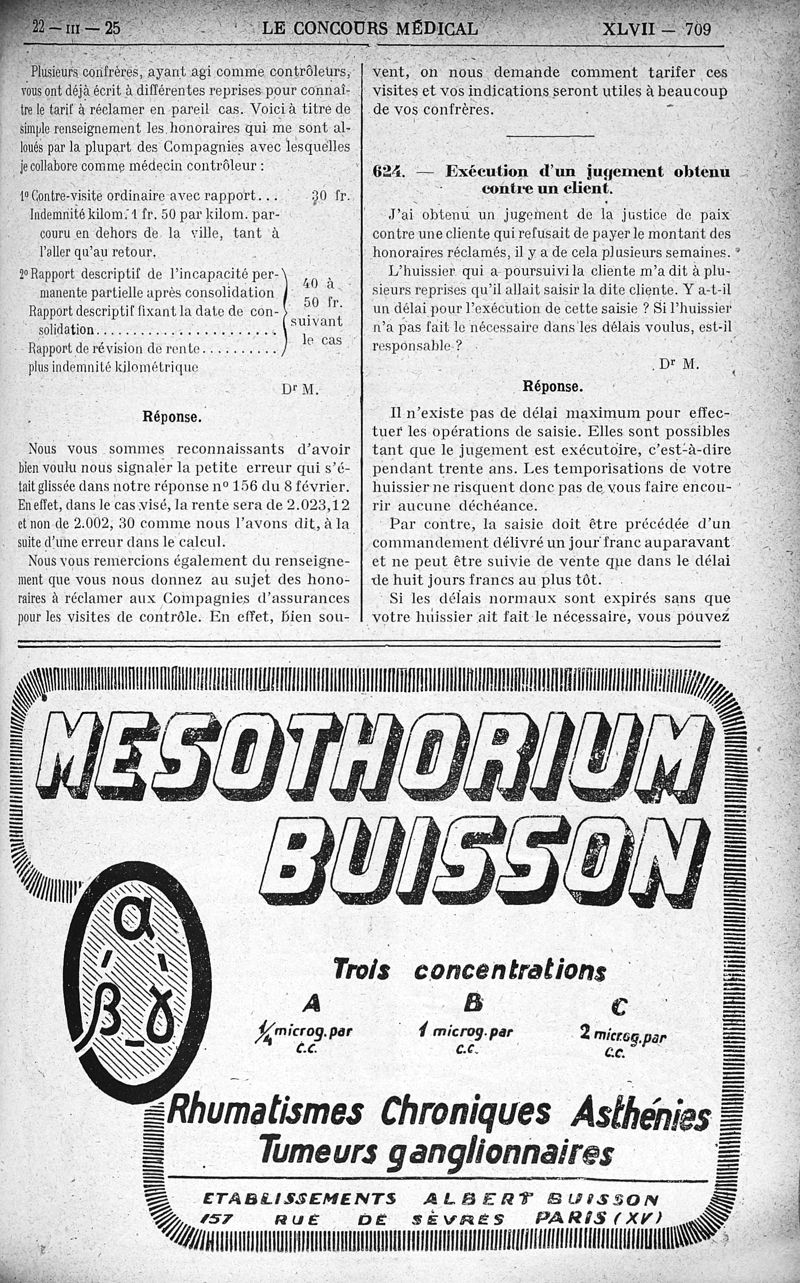 22 — III — 25
LE CONCOURS MÉDICAL
XLVII — 709
Plusieurs confrères, ayant agi comme contrôleurs,
vous ont déjà écrit à différentes reprises pour connaî-
tre le tarif à réclamer en pareil cas. Voici à titre de
simple renseignement les honoraires qui me sont al-
loués par la plupart des Compagnies avec lesquelles
je collabore comme médecin contrôleur :
1º Contre-visite ordinaire avec rapport... 30 fr.
Indemnité kilom. 1 fr. 50 par kilom. par-
couru en dehors de la ville, tant à
l'aller qu'au retour.
2º Rapport descriptif de l'incapacité per-
manente partielle après consolidation
Rapport descriptif fixant la date de con-
solidation.......................
Rapport de révision de rente..........
40 à
50 fr.
suivant
le cas
plus indemnité kilométrique
Dr M.
Réponse.
Nous vous sommes reconnaissants d'avoir
bien voulu nous signaler la petite erreur qui s'é-
tait glissée dans notre réponse nº 156 du 8 février.
En effet, dans le cas visé, la rente sera de 2.023,12
et non de 2.002, 30 comme nous l'avons dit, à la
suite d'une erreur dans le calcul.
Nous vous remercions également du renseigne-
ment que vous nous donnez au sujet des hono-
raires à réclamer aux Compagnies d'assurances
pour les visites de contrôle. En effet, bien sou-
vent, on nous demande comment tarifer ces
visites et vos indications seront utiles à beaucoup
de vos confrères.
624. — Exécution d'un jugement obtenu
contre un client.
J'ai obtenu un jugement de la justice de paix
contre une cliente qui refusait de payer le montant des
honoraires réclamés, il y a de cela plusieurs semaines.
L'huissier qui a poursuivi la cliente m'a dit à plu-
sieurs reprises qu'il allait saisir la dite cliente. Y a-t-il
un délai pour l'exécution de cette saisie ? Si l'huissier
n'a pas fait le nécessaire dans les délais voulus, est-il
responsable ?
Dr M.
Réponse.
Il n'existe pas de délai maximum pour effec-
tuer les opérations de saisie. Elles sont possibles
tant que le jugement est exécutoire, c'est-à-dire
pendant trente ans. Les temporisations de votre
huissier ne risquent donc pas de vous faire encou-
rir aucune déchéance.
Par contre, la saisie doit être précédée d'un
commandement délivré un jour franc auparavant
et ne peut être suivie de vente que dans le délai
de huit jours francs au plus tôt.
Si les délais normaux sont expirés sans que
votre huissier ait fait le nécessaire, vous pouvez
MESOTHORIUM
BUISSON
α
β - γ
Trois concentrations
A B C
1/4 microg. par 1 microg. par 2 microg. par
c.c. c.c. c.c.
Rhumatismes Chroniques Asthénies
Tumeurs ganglionnaires
ETABLISSEMENTS ALBERT BUISSON
157 RUE DE SÈVRES PARIS (XV)